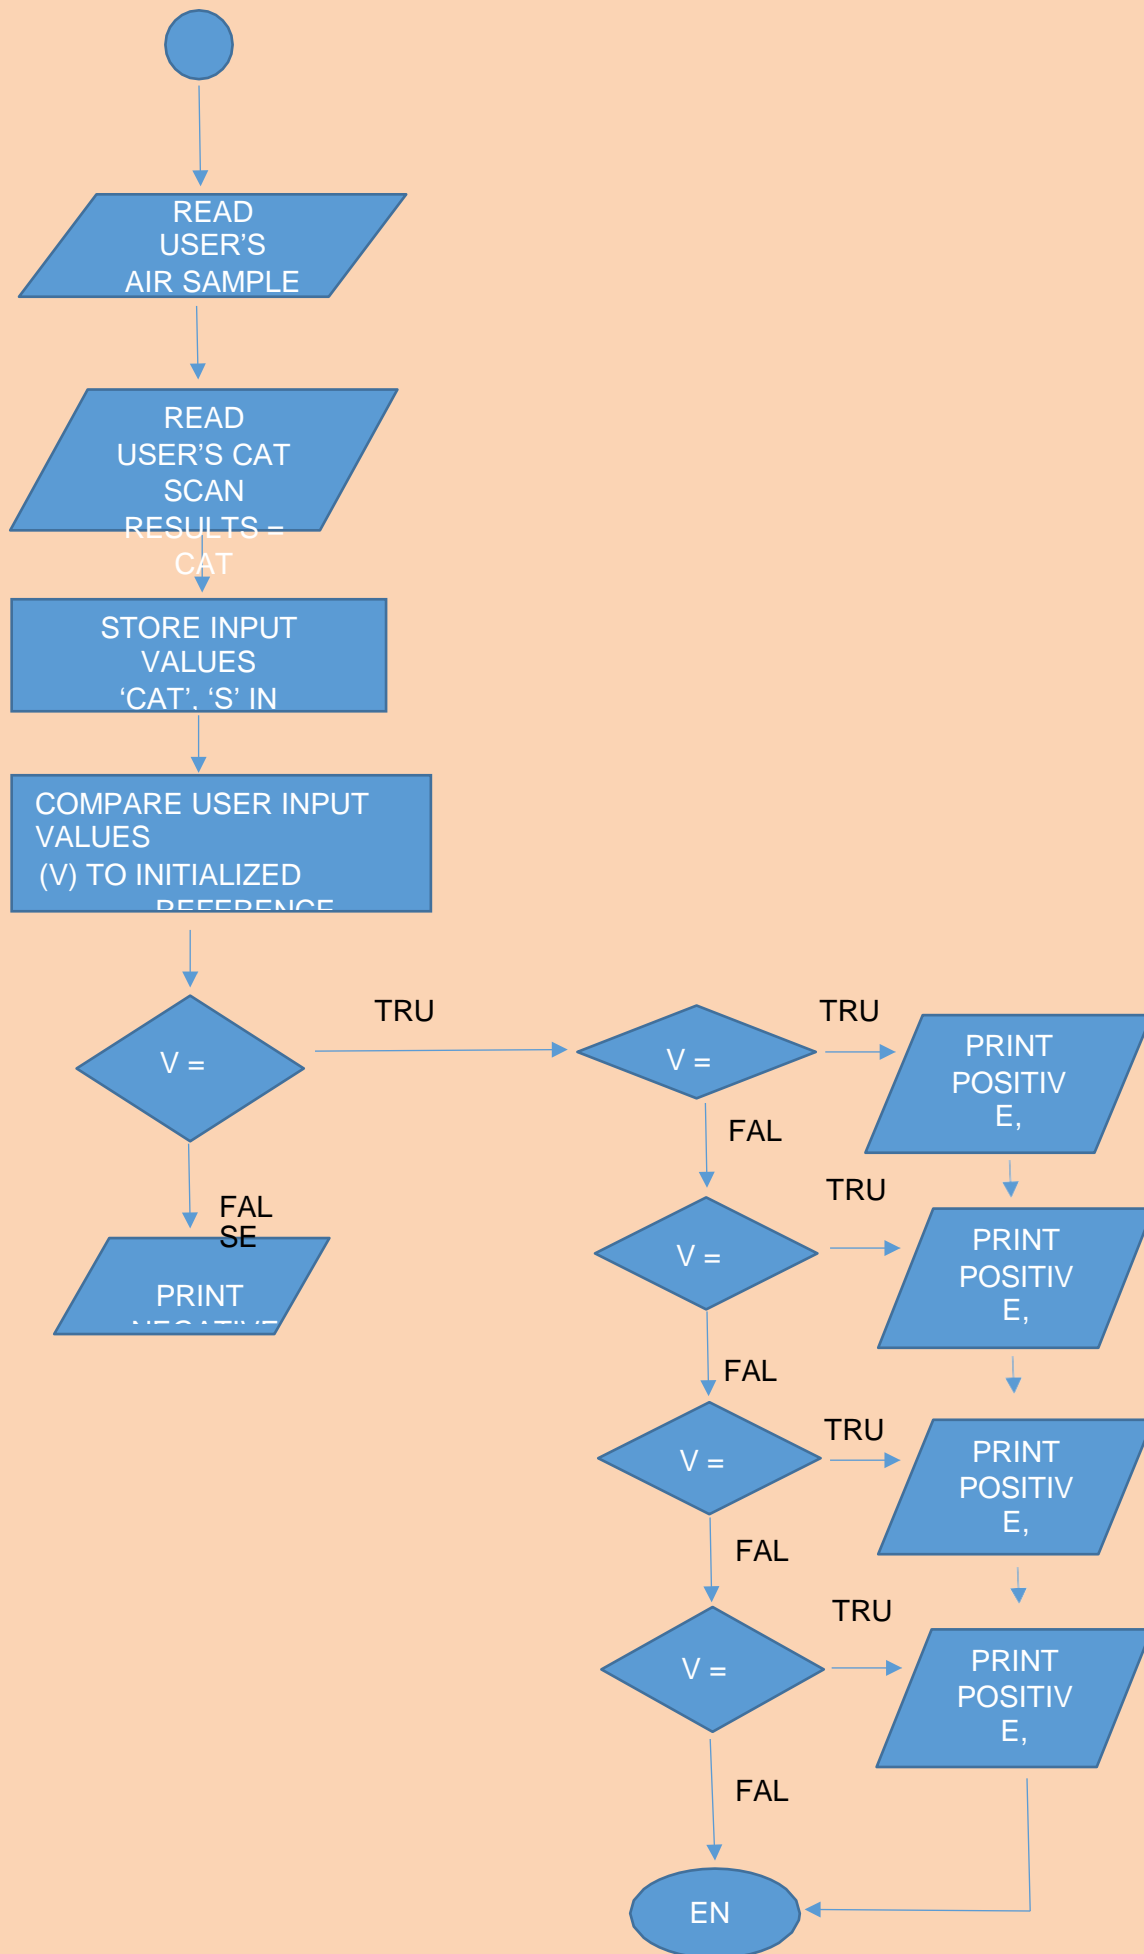 READ
USER’S
AIR SAMPLE
READ
USER’S CAT
SCAN
RESULTS =
CAT
STORE INPUT
VALUES
‘CAT’, ‘S’ IN
COMPARE USER INPUT
VALUES
(V) TO INITIALIZED
REFERENCE
V =
TRU
V =
TRU
PRINT
POSITIV
E,
FAL
FAL
SE
PRINT
NEGATIVE
V =
TRU
PRINT
POSITIV
E,
FAL
V =
TRU
PRINT
POSITIV
E,
FAL
V =
TRU
PRINT
POSITIV
E,
FAL
EN